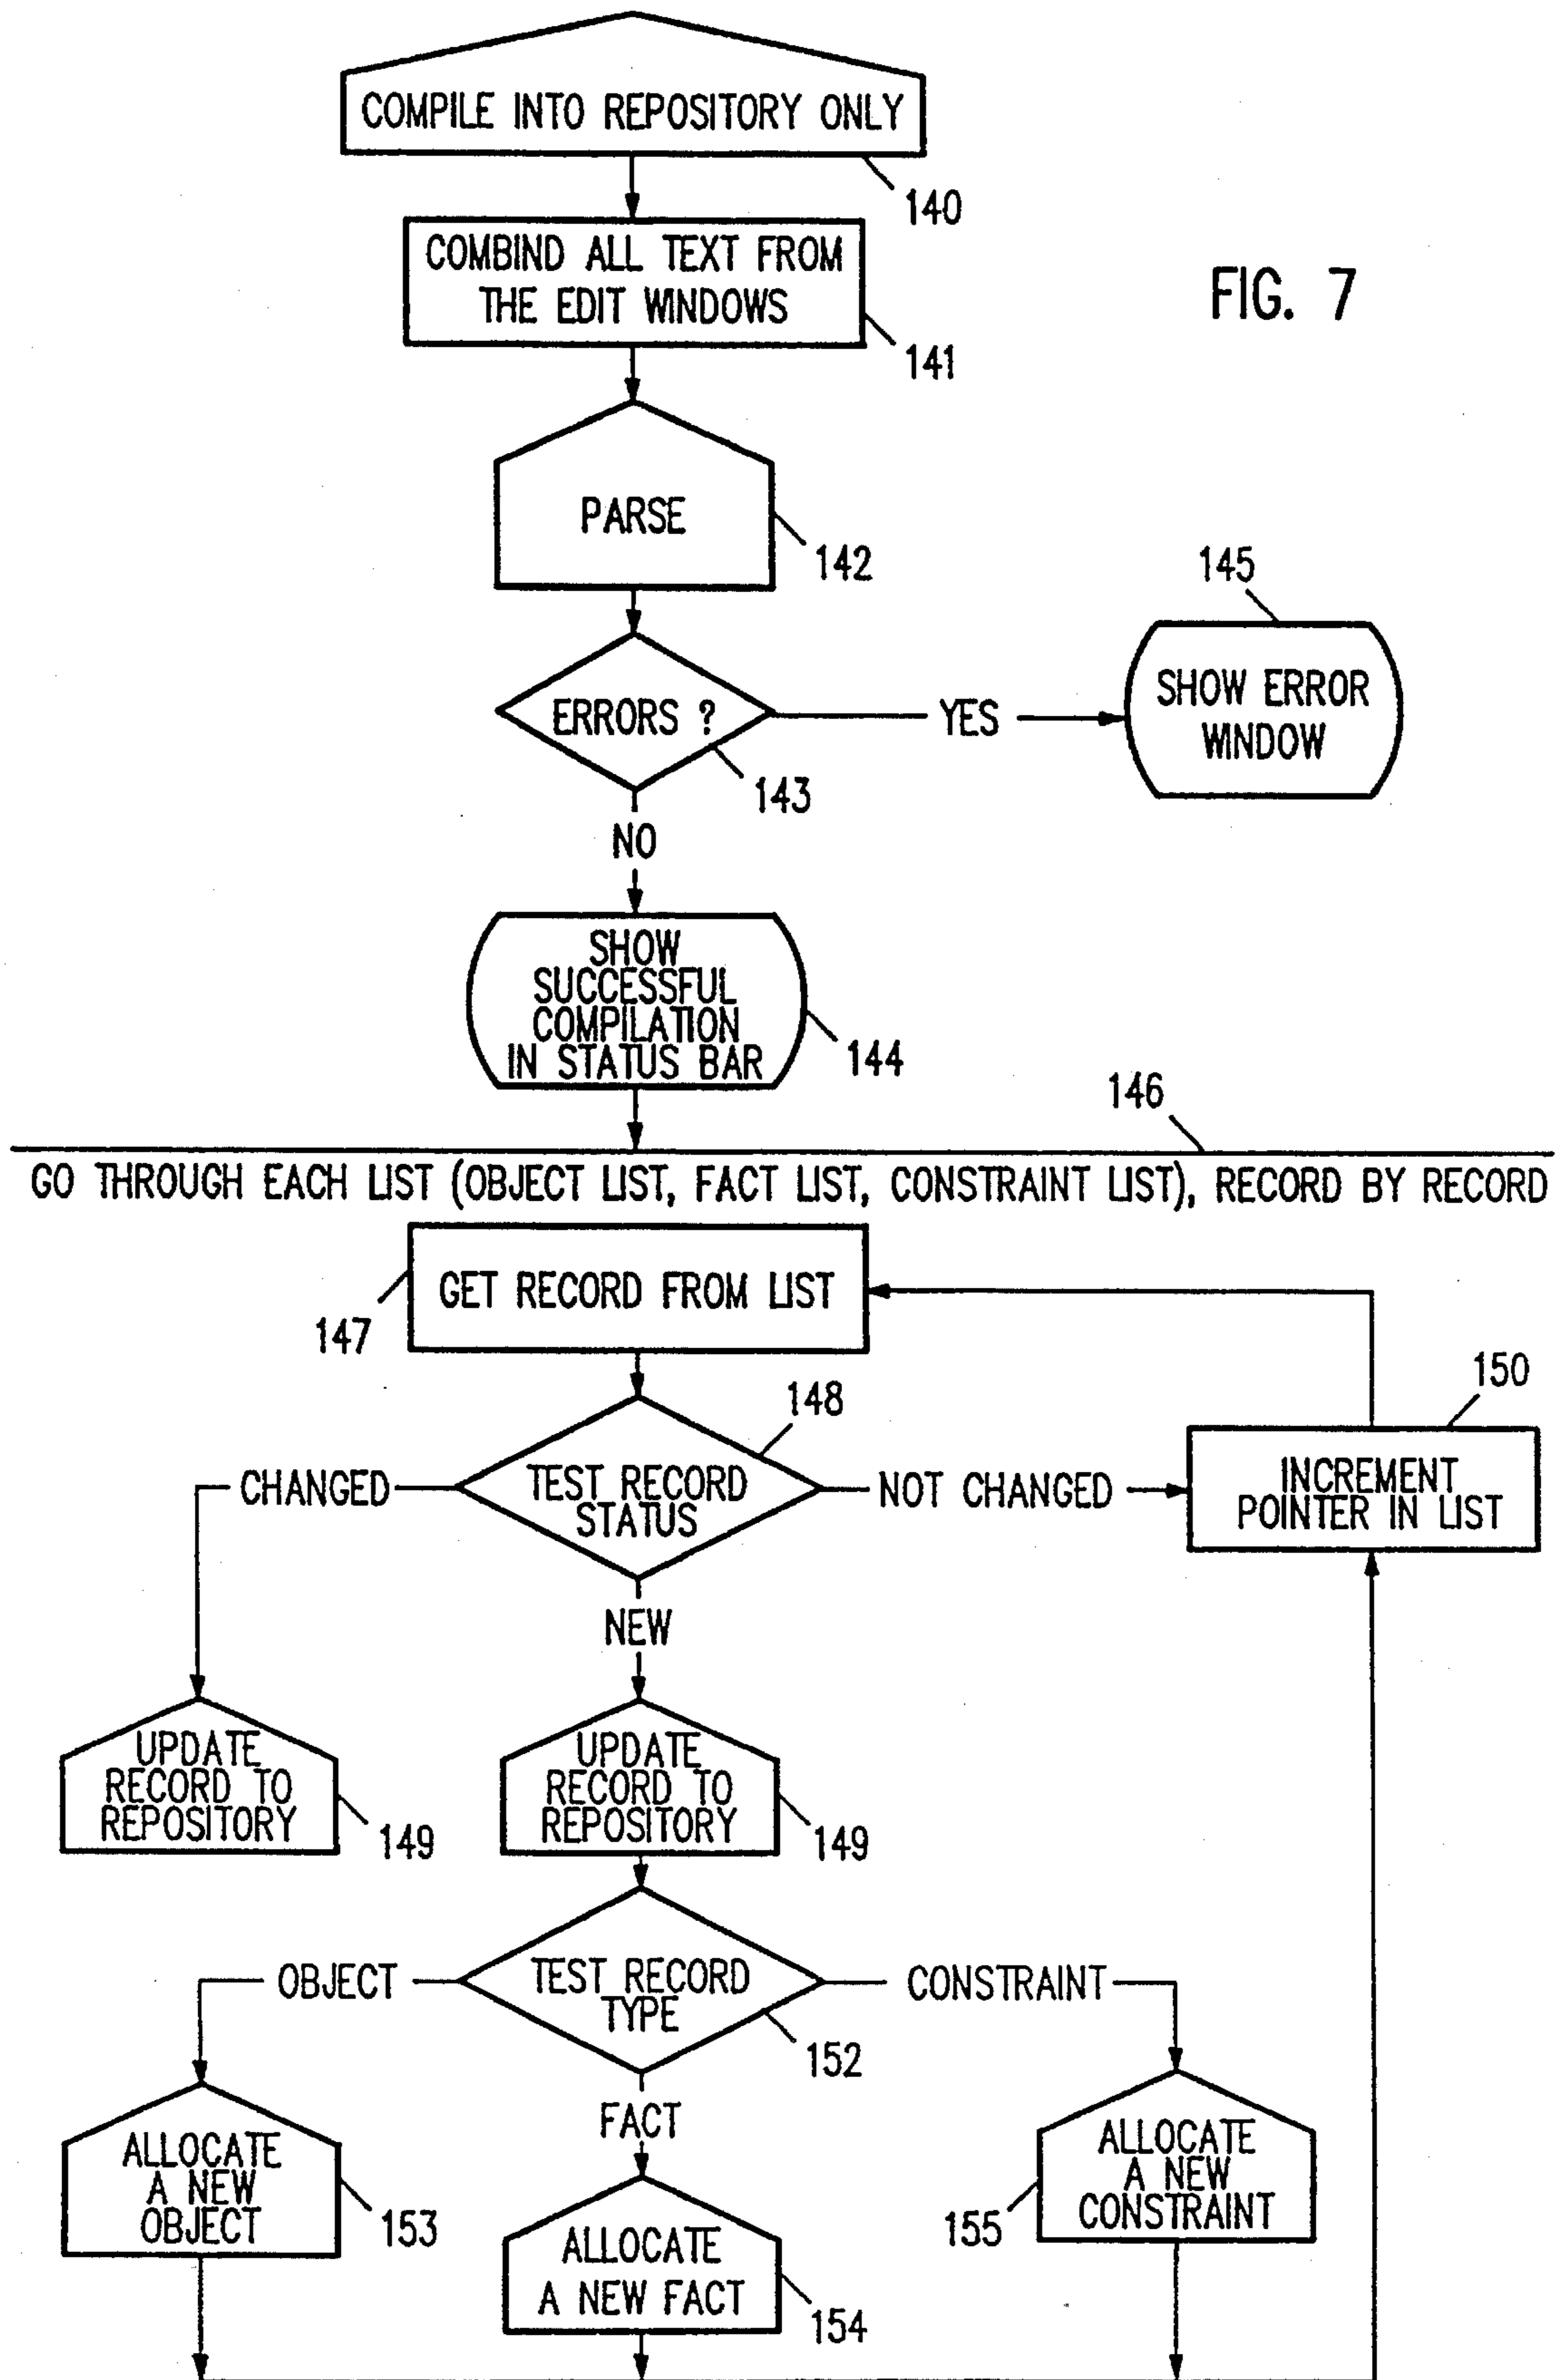 COMPILE INTO REPOSITORY ONLY
140
COMBIND ALL TEXT FROM
THE EDIT WINDOWS
141
FIG. 7
PARSE
142
145
ERRORS ?
YES
SHOW ERROR
WINDOW
143
NO
SHOW
SUCCESSFUL
COMPILATION
IN STATUS BAR
144
146
GO THROUGH EACH LIST (OBJECT LIST, FACT LIST, CONSTRAINT LIST), RECORD BY RECORD
GET RECORD FROM LIST
147
148
150
CHANGED
TEST RECORD
STATUS
NOT CHANGED
INCREMENT
POINTER IN LIST
NEW
UPDATE
RECORD TO
REPOSITORY
149
UPDATE
RECORD TO
REPOSITORY
149
OBJECT
TEST RECORD
TYPE
CONSTRAINT
152
FACT
ALLOCATE
A NEW
OBJECT
153
ALLOCATE
A NEW FACT
154
ALLOCATE
A NEW
CONSTRAINT
155